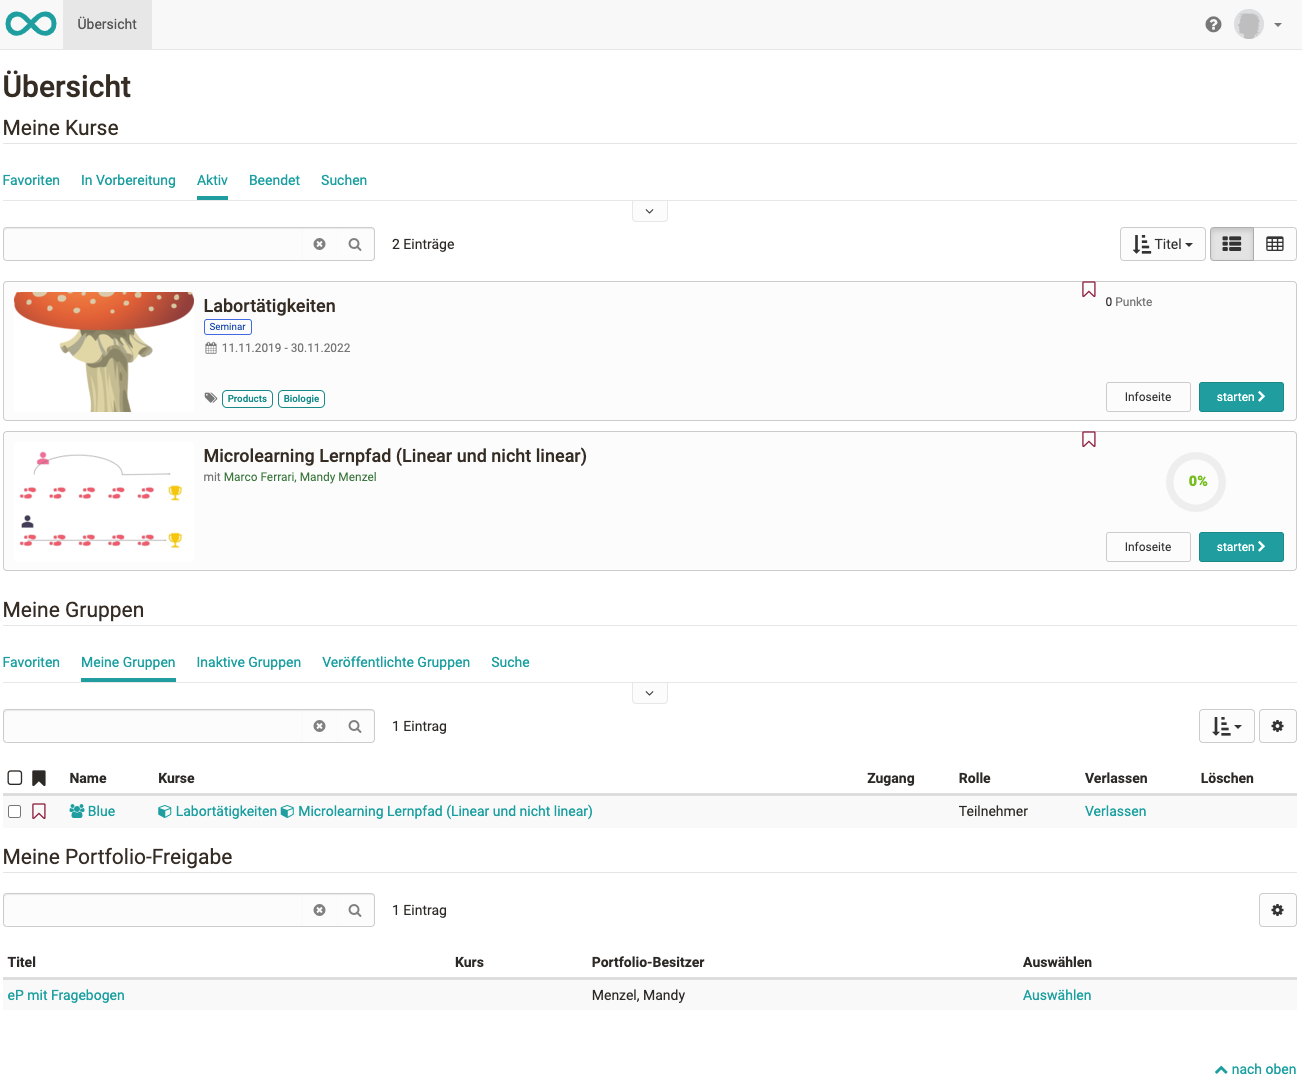 Übersicht
Übersicht
Meine Kurse
Favoriten In Vorbereitung Aktiv Beendet Suchen
2 Einträge Titel
Labortätigkeiten
0 Punkte
Seminar
11.11.2019 - 30.11.2022
Products Biologie
Infoseite starten
Microlearning Lernpfad (Linear und nicht linear)
mit Marco Ferrari, Mandy Menzel
0%
Infoseite starten
Meine Gruppen
Favoriten Meine Gruppen Inaktive Gruppen Veröffentlichte Gruppen Suche
1 Eintrag
Name Kurse Zugang Rolle Verlassen Löschen
Blue Labortätigkeiten Microlearning Lernpfad (Linear und nicht linear) Teilnehmer Verlassen
Meine Portfolio-Freigabe
1 Eintrag
Titel Kurs Portfolio-Besitzer Auswählen
eP mit Fragebogen Menzel, Mandy Auswählen
nach oben